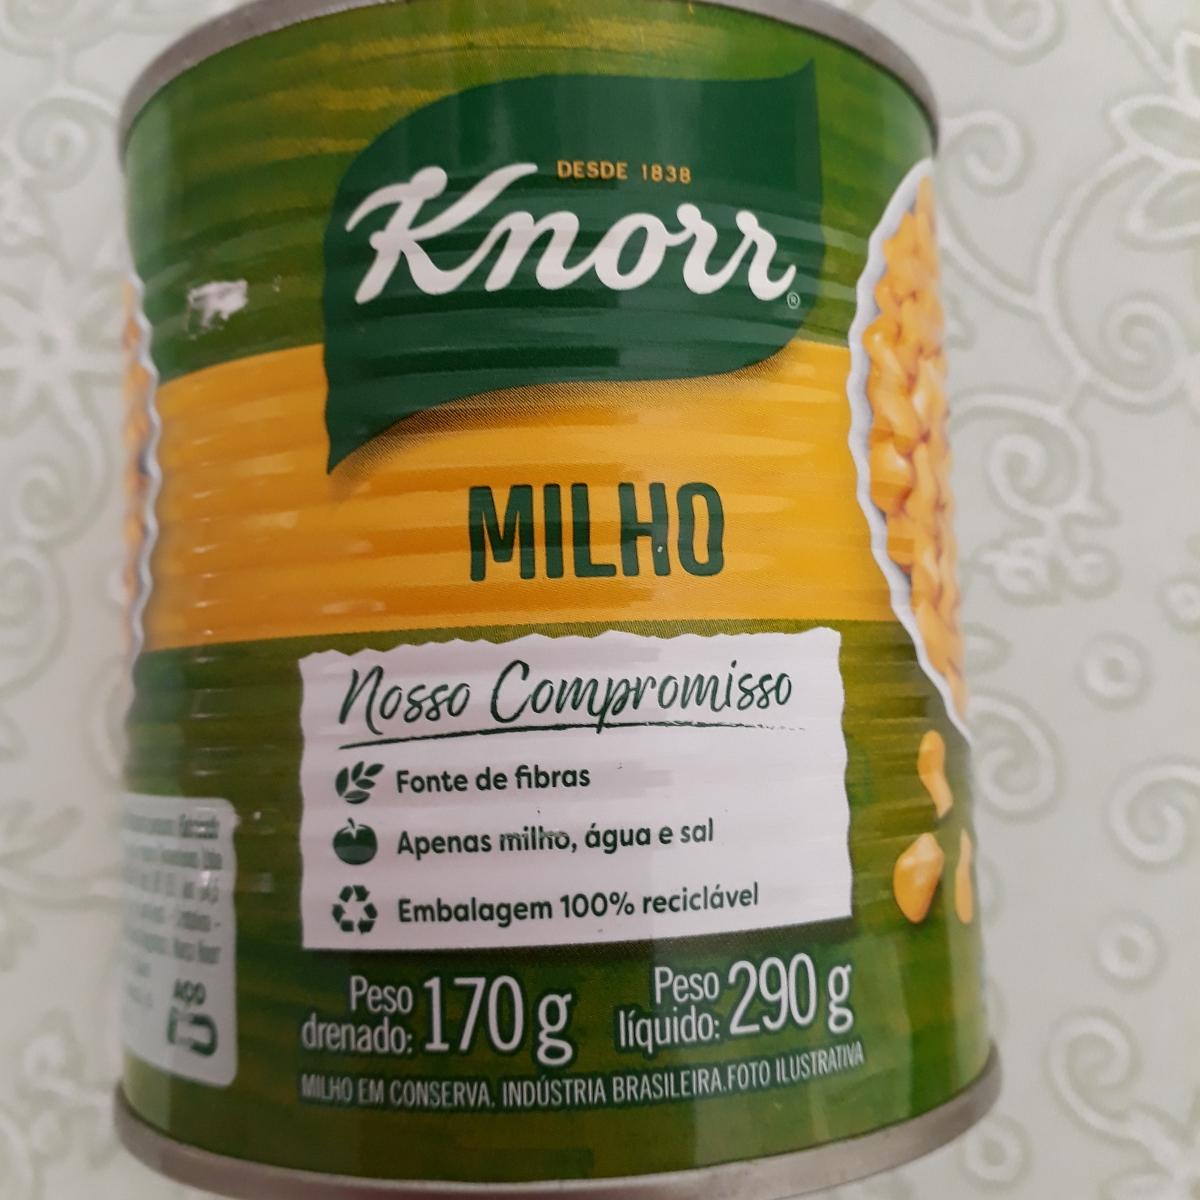 DESDE 1838
Knorr®
MILHO
Nosso Compromisso
Fonte de fibras
Apenas milho, água e sal
Embalagem 100% reciclável
Peso drenado: 170 g
Peso líquido: 290 g
MILHO EM CONSERVA. INDÚSTRIA BRASILEIRA. FOTO ILUSTRATIVA
AÇO